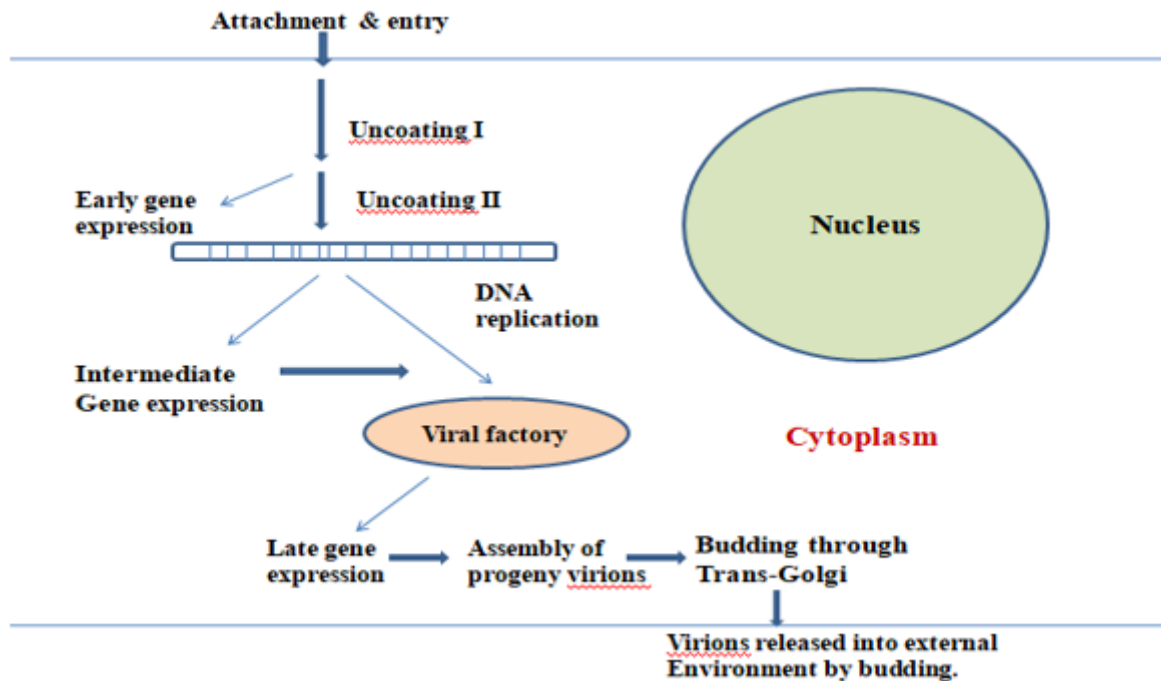 Attachment & entry
Uncoating I
Early gene
expression
Uncoating II
Nucleus
DNA
replication
Intermediate
Gene expression
Viral factory
Cytoplasm
Late gene
expression
Assembly of
progeny virions
Budding through
Trans-Golgi
Virions released into external
Environment by budding.